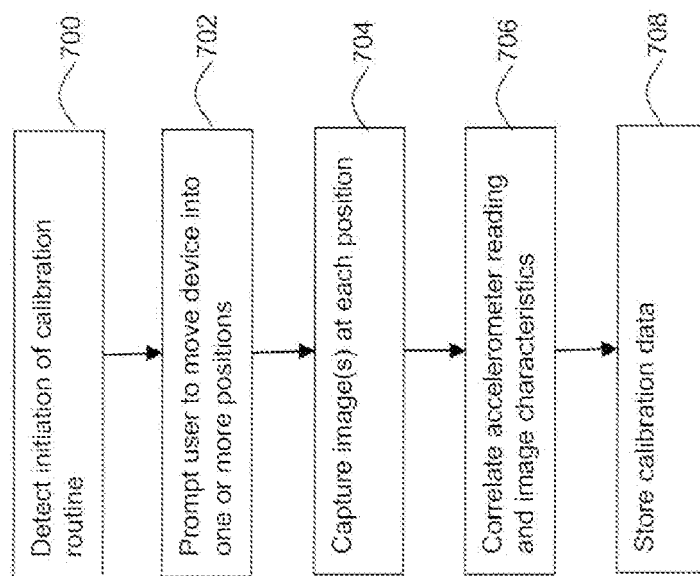 Detect initiation of calibration
routine
700
Prompt user to move device into
one or more positions
702
Capture image(s) at each position
704
Correlate accelerometer reading
and image characteristics
706
Store calibration data
708